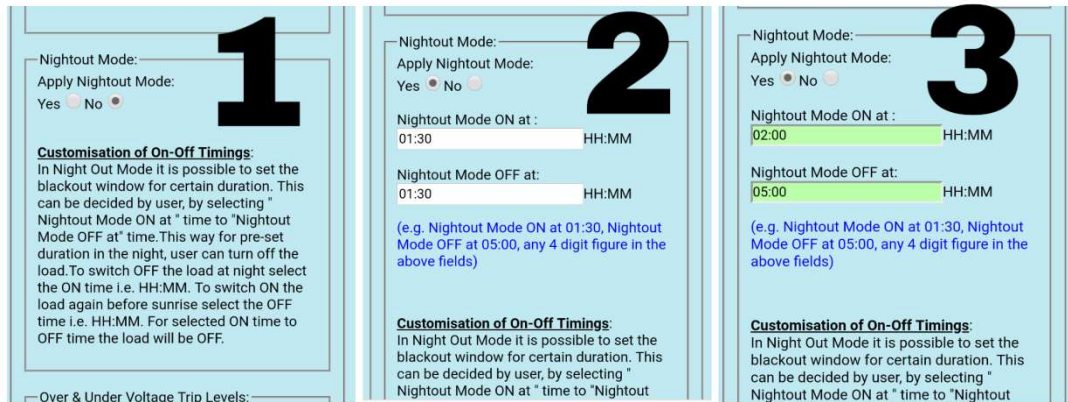 1
Nightout Mode:
Apply Nightout Mode:
Yes No
Customisation of On-Off Timings:
In Night Out Mode it is possible to set the
blackout window for certain duration. This
can be decided by user, by selecting "
Nightout Mode ON at " time to "Nightout
Mode OFF at" time.This way for pre-set
duration in the night, user can turn off the
load.To switch OFF the load at night select
the ON time i.e. HH:MM. To switch ON the
load again before sunrise select the OFF
time i.e. HH:MM. For selected ON time to
OFF time the load will be OFF.
Over & Under Voltage Trip Levels:
2
Nightout Mode:
Apply Nightout Mode:
Yes No
Nightout Mode ON at :
01:30 HH:MM
Nightout Mode OFF at:
01:30 HH:MM
(e.g. Nightout Mode ON at 01:30, Nightout
Mode OFF at 05:00, any 4 digit figure in the
above fields)
Customisation of On-Off Timings:
In Night Out Mode it is possible to set the
blackout window for certain duration. This
can be decided by user, by selecting "
Nightout Mode ON at " time to "Nightout
3
Nightout Mode:
Apply Nightout Mode:
Yes No
Nightout Mode ON at :
02:00 HH:MM
Nightout Mode OFF at:
05:00 HH:MM
(e.g. Nightout Mode ON at 01:30, Nightout
Mode OFF at 05:00, any 4 digit figure in the
above fields)
Customisation of On-Off Timings:
In Night Out Mode it is possible to set the
blackout window for certain duration. This
can be decided by user, by selecting "
Nightout Mode ON at " time to "Nightout